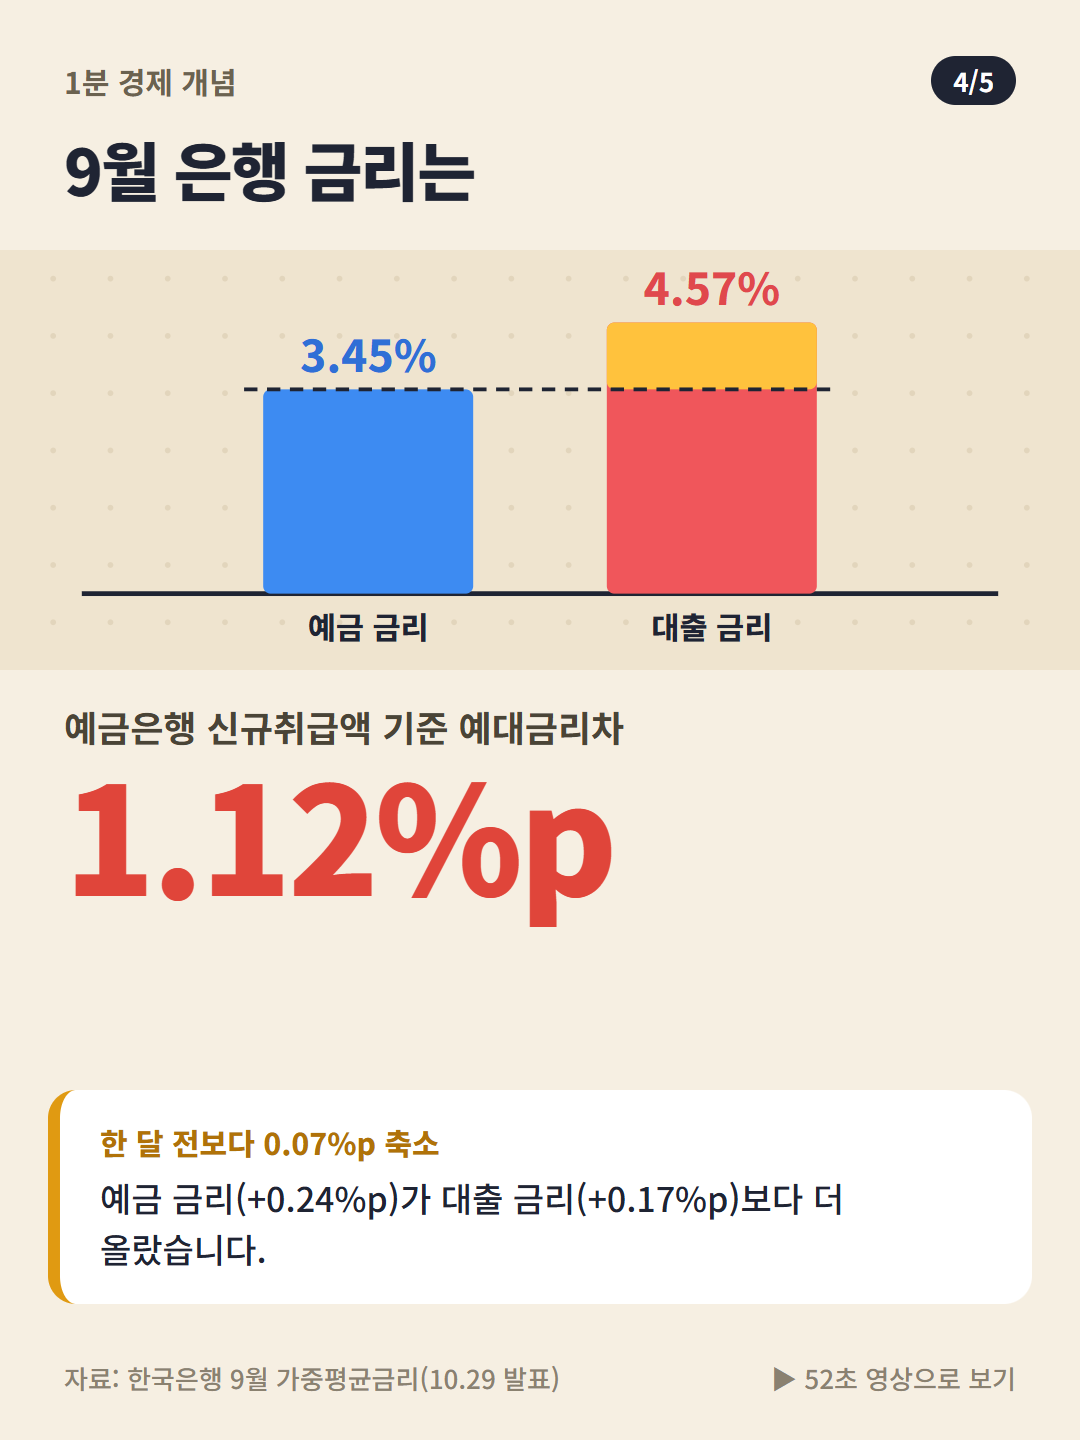 1분 경제 개념
4/5
9월 은행 금리는
4.57%
3.45%
예금 금리
대출 금리
예금은행 신규취급액 기준 예대금리차
1.12%p
한 달 전보다 0.07%p 축소
예금 금리(+0.24%p)가 대출 금리(+0.17%p)보다 더
올랐습니다.
자료: 한국은행 9월 가중평균금리(10.29 발표)
▶ 52초 영상으로 보기